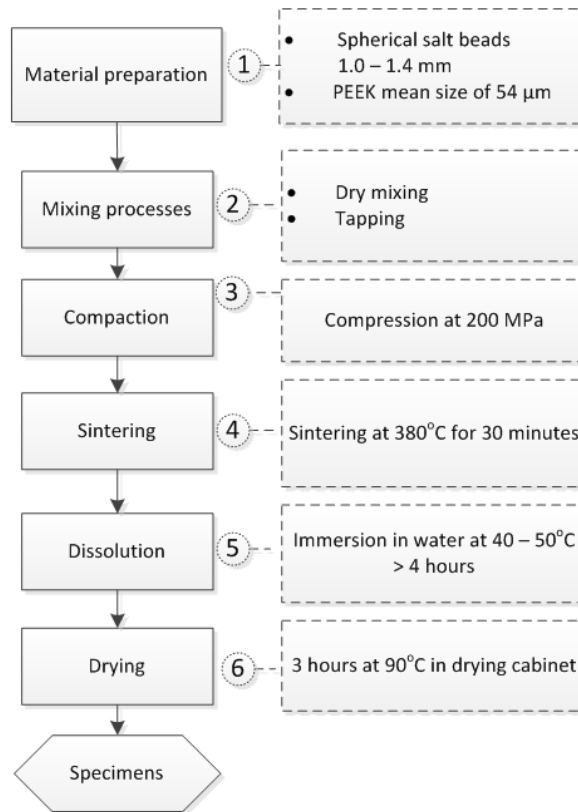 Material preparation
1
• Spherical salt beads
1.0 – 1.4 mm
• PEEK mean size of 54 µm
Mixing processes
2
• Dry mixing
• Tapping
Compaction
3
Compression at 200 MPa
Sintering
4
Sintering at 380°C for 30 minutes
Dissolution
5
Immersion in water at 40 – 50°C
> 4 hours
Drying
6
3 hours at 90°C in drying cabinet
Specimens